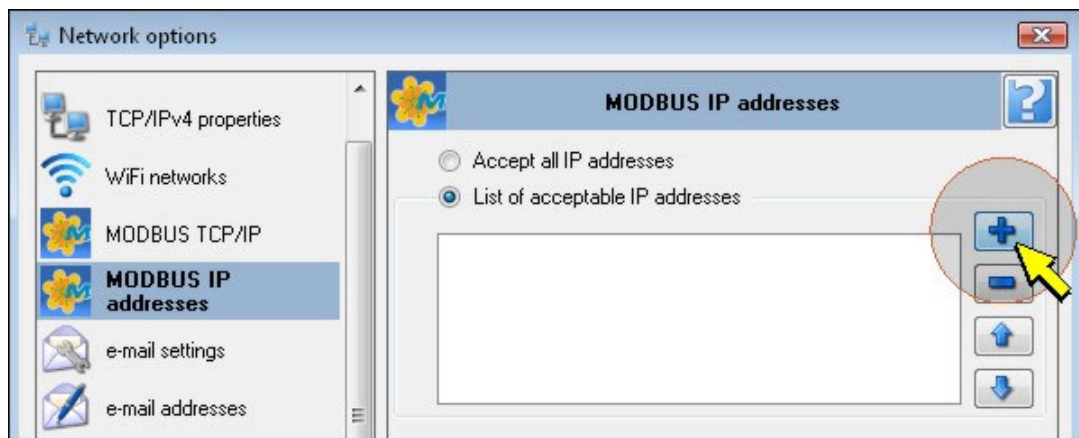 Network options
TCP/IPv4 properties
WiFi networks
MODBUS TCP/IP
MODBUS IP
addresses
e-mail settings
e-mail addresses
MODBUS IP addresses
Accept all IP addresses
List of acceptable IP addresses